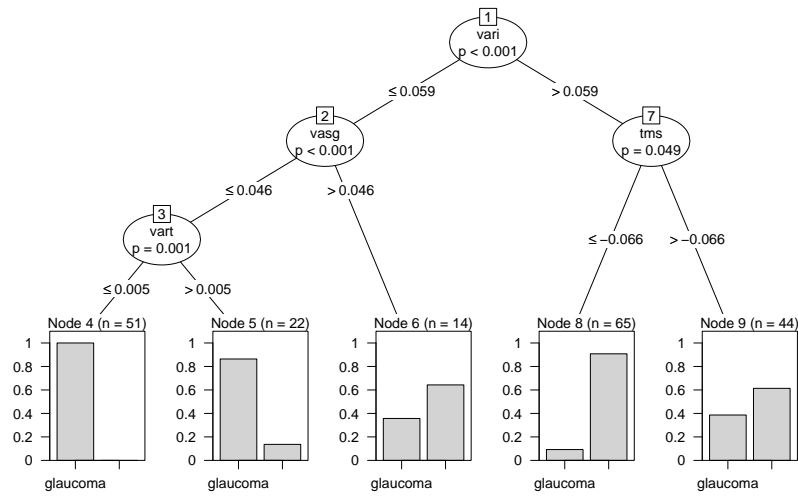 1
vari
p < 0.001
≤ 0.059
> 0.059
2
vasg
p < 0.001
7
tms
p = 0.049
≤ 0.046
> 0.046
3
vart
p = 0.001
≤ −0.066
> −0.066
≤ 0.005
> 0.005
Node 4 (n = 51)
1
0.8
0.6
0.4
0.2
0
glaucoma
Node 5 (n = 22)
1
0.8
0.6
0.4
0.2
0
glaucoma
Node 6 (n = 14)
1
0.8
0.6
0.4
0.2
0
glaucoma
Node 8 (n = 65)
1
0.8
0.6
0.4
0.2
0
glaucoma
Node 9 (n = 44)
1
0.8
0.6
0.4
0.2
0
glaucoma